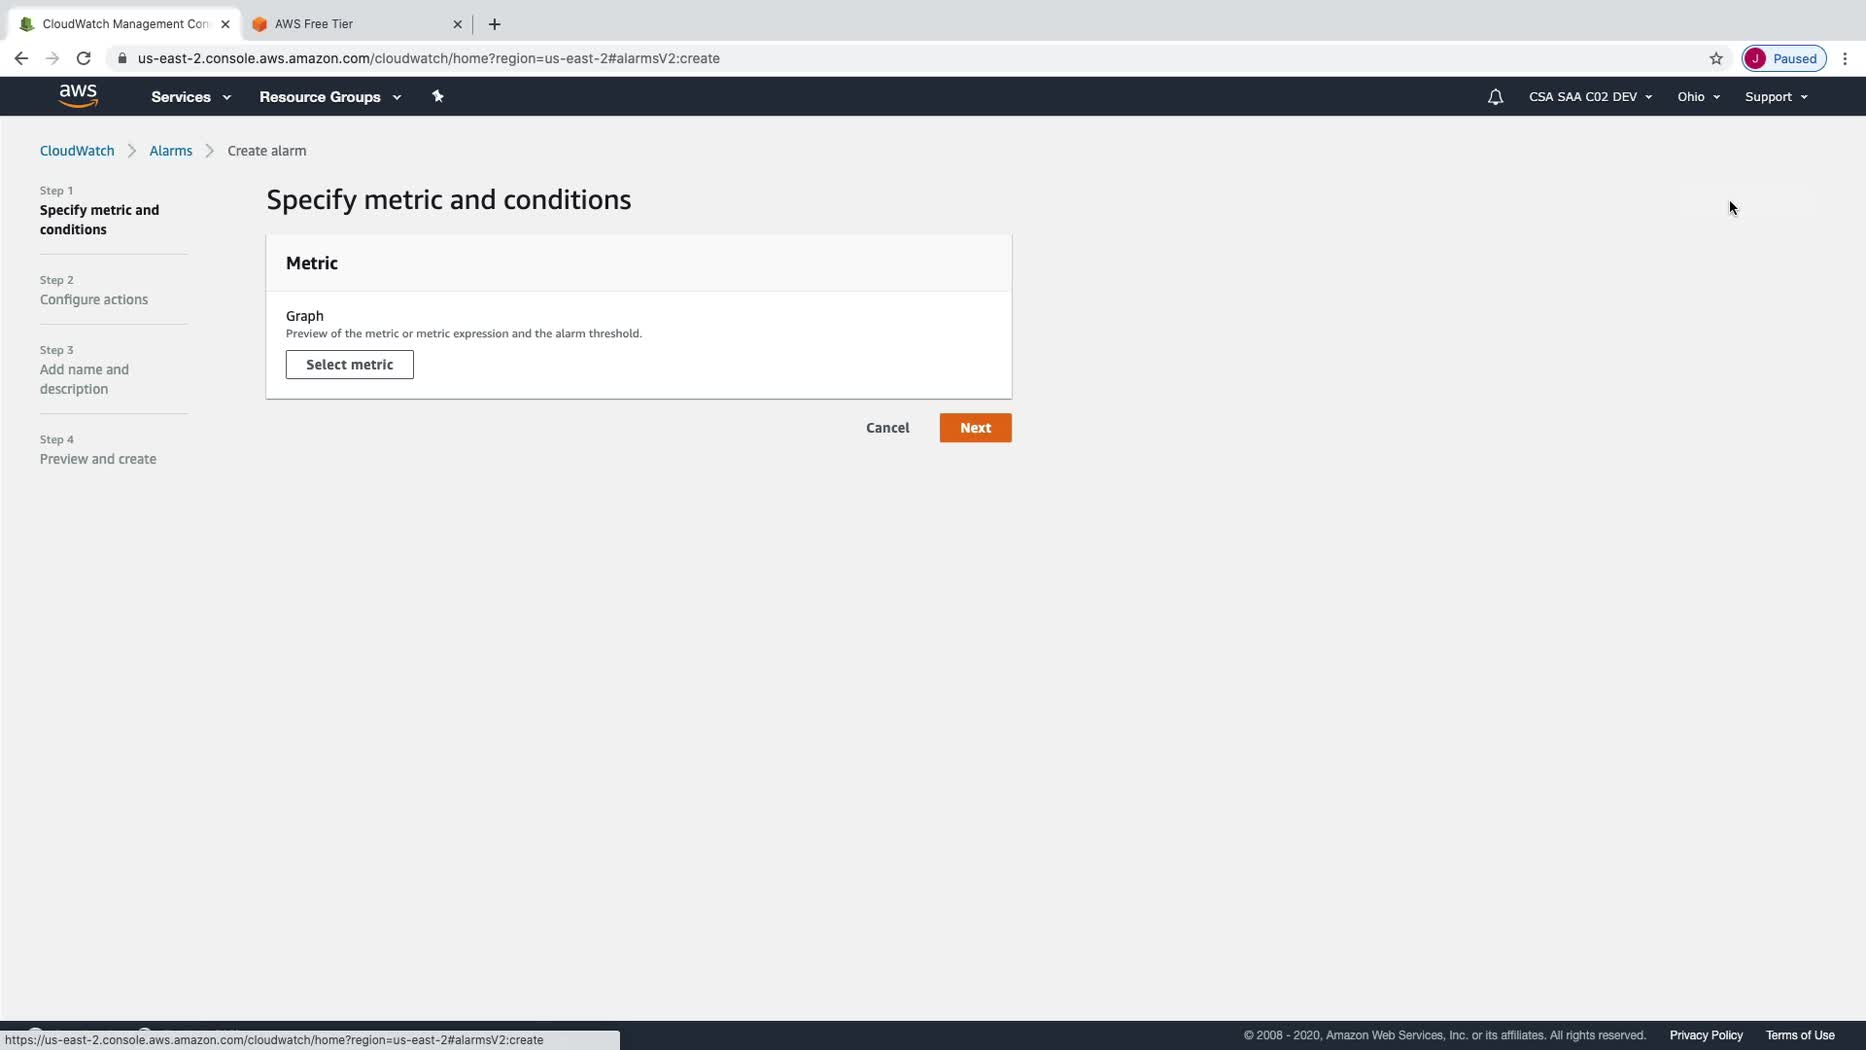 CloudWatch Management Con
AWS Free Tier
us-east-2.console.aws.amazon.com/cloudwatch/home?region=us-east-2#alarmsV2:create
J Paused
aws
Services
Resource Groups
CSA SAA C02 DEV
Ohio
Support
CloudWatch
Alarms
Create alarm
Step 1
Specify metric and
conditions
Step 2
Configure actions
Step 3
Add name and
description
Step 4
Preview and create
Specify metric and conditions
Metric
Graph
Preview of the metric or metric expression and the alarm threshold.
Select metric
Cancel
Next
https://us-east-2.console.aws.amazon.com/cloudwatch/home?region=us-east-2#alarmsV2:create
© 2008 - 2020, Amazon Web Services, Inc. or its affiliates. All rights reserved.
Privacy Policy
Terms of Use